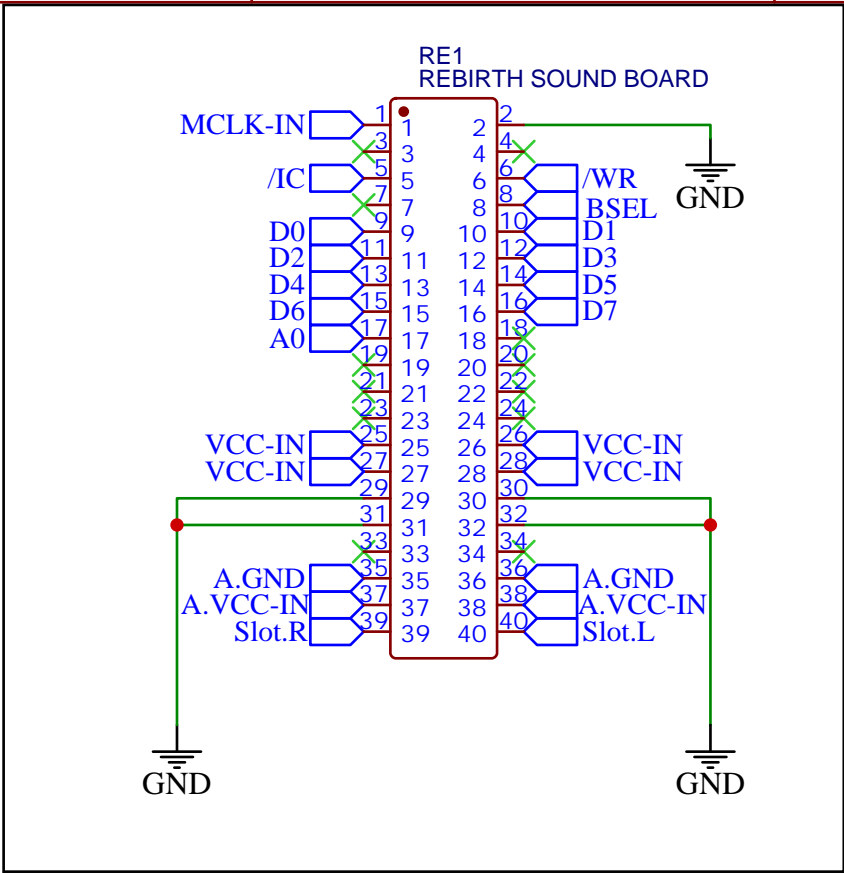 RE1
REBIRTH SOUND BOARD
MCLK-IN 1 1 2 2
3 3 4 4
/IC 5 5 6 6 /WR
7 7 8 8 BSEL
D0 9 9 10 10 D1
D2 11 11 12 12 D3
D4 13 13 14 14 D5
D6 15 15 16 16 D7
A0 17 17 18 18
19 19 20 20
21 21 22 22
23 23 24 24
VCC-IN 25 25 26 26 VCC-IN
VCC-IN 27 27 28 28 VCC-IN
29 29 30 30
31 31 32 32
33 33 34 34
A.GND 35 35 36 36 A.GND
A.VCC-IN 37 37 38 38 A.VCC-IN
Slot.R 39 39 40 40 Slot.L
GND
GND
GND